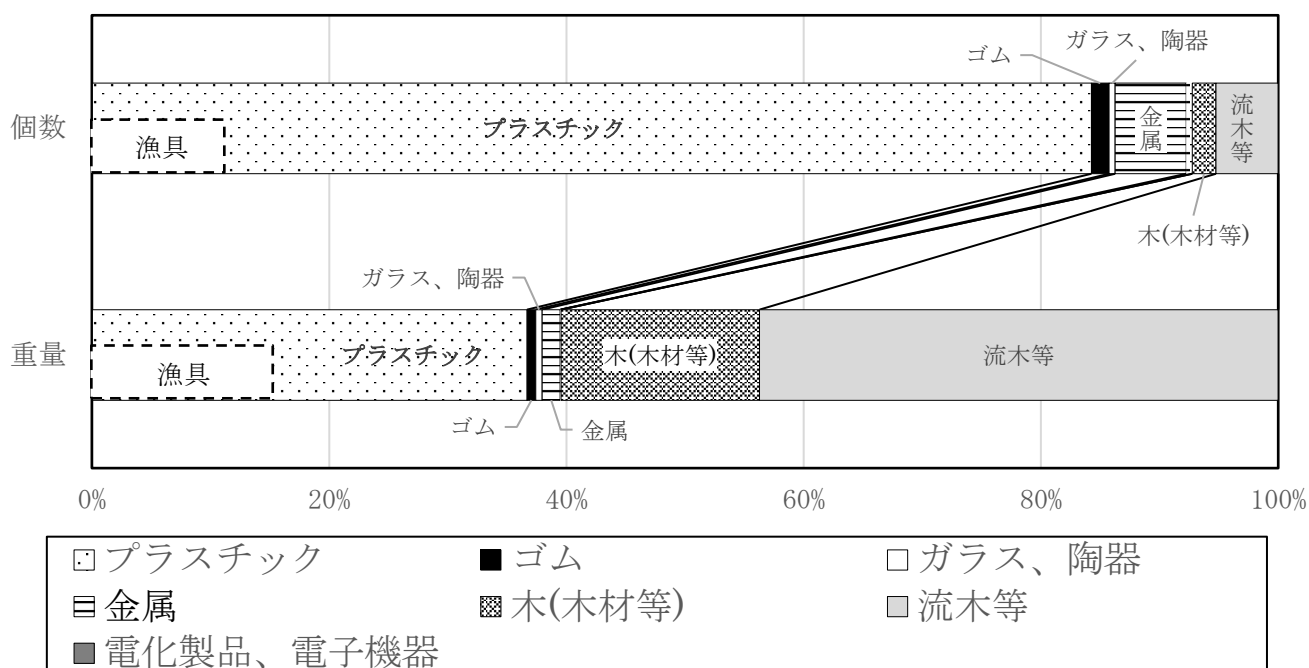 ガラス、陶器
ゴム
個数
プラスチック
金属
流木等
漁具
木(木材等)
ガラス、陶器
重量
プラスチック
木(木材等)
流木等
漁具
ゴム
金属
0%
20%
40%
60%
80%
100%
プラスチック
ゴム
ガラス、陶器
金属
木(木材等)
流木等
電化製品、電子機器